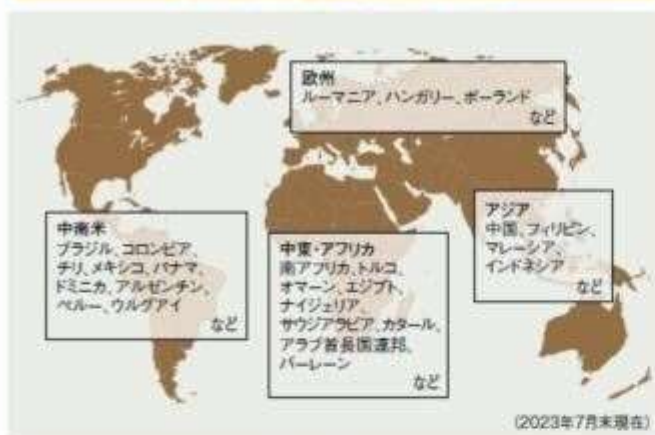 欧州
ルーマニア、ハンガリー、ポーランド
など
中南米
ブラジル、コロンビア、
チリ、メキシコ、パナマ、
ドミニカ、アルゼンチン、
ペルー、ウルグアイ
など
中東・アフリカ
南アフリカ、トルコ、
オマーン、エジプト、
ナイジェリア、
サウジアラビア、カタール、
アラブ首長国連邦、
バーレーン
など
アジア
中国、フィリピン、
マレーシア、
インドネシア
など
(2023年7月末現在)